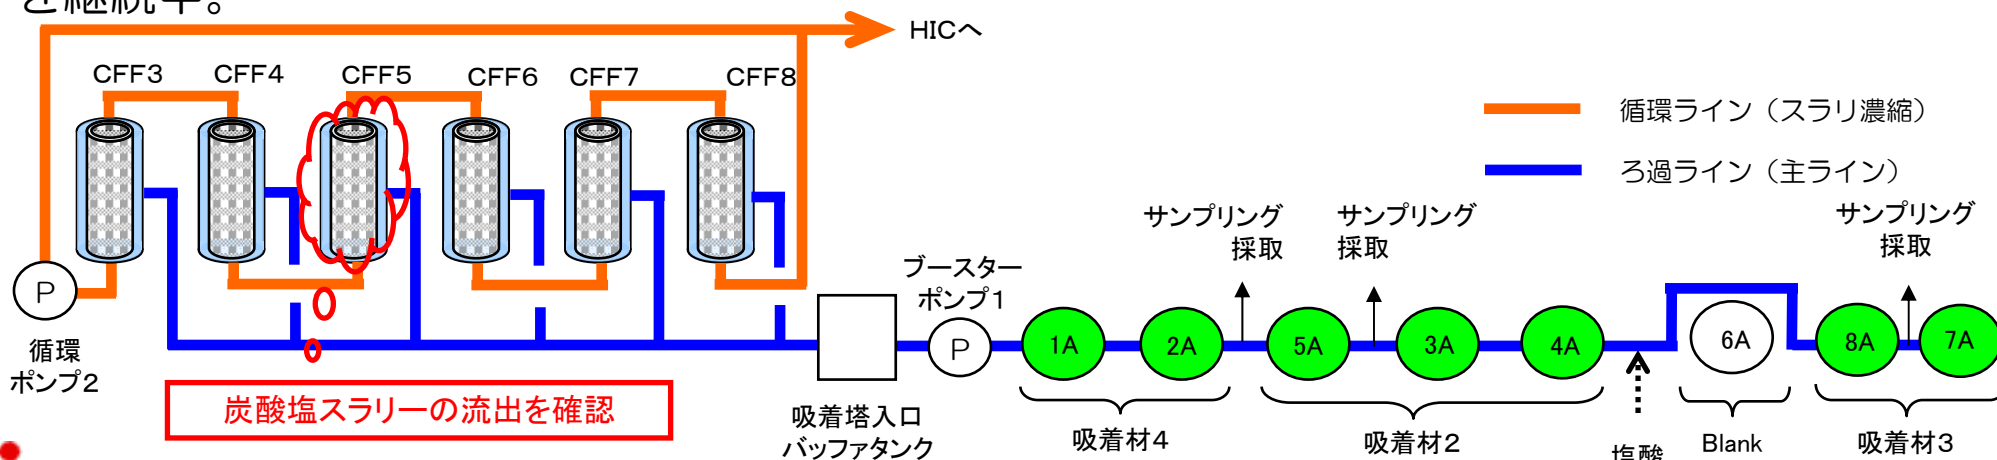 を継続中。
HICへ
CFF3
CFF4
CFF5
CFF6
CFF7
CFF8
循環ライン（スラリ濃縮）
ろ過ライン（主ライン）
サンプリング
採取
サンプリング
採取
サンプリング
採取
P
循環
ポンプ2
ブースター
ポンプ1
P
1A
2A
5A
3A
4A
6A
8A
7A
炭酸塩スラリーの流出を確認
吸着塔入口
バッファタンク
吸着材4
吸着材2
塩酸
Blank
吸着材3